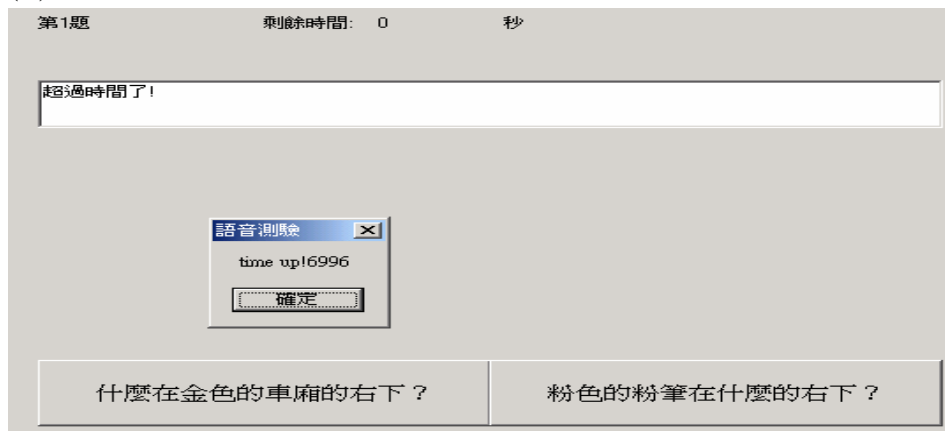 第1題 剩餘時間: 0 秒
超過時間了!
語音測驗
time up!6996
確定
什麼在金色的車廂的右下？ 粉色的粉筆在什麼的右下？